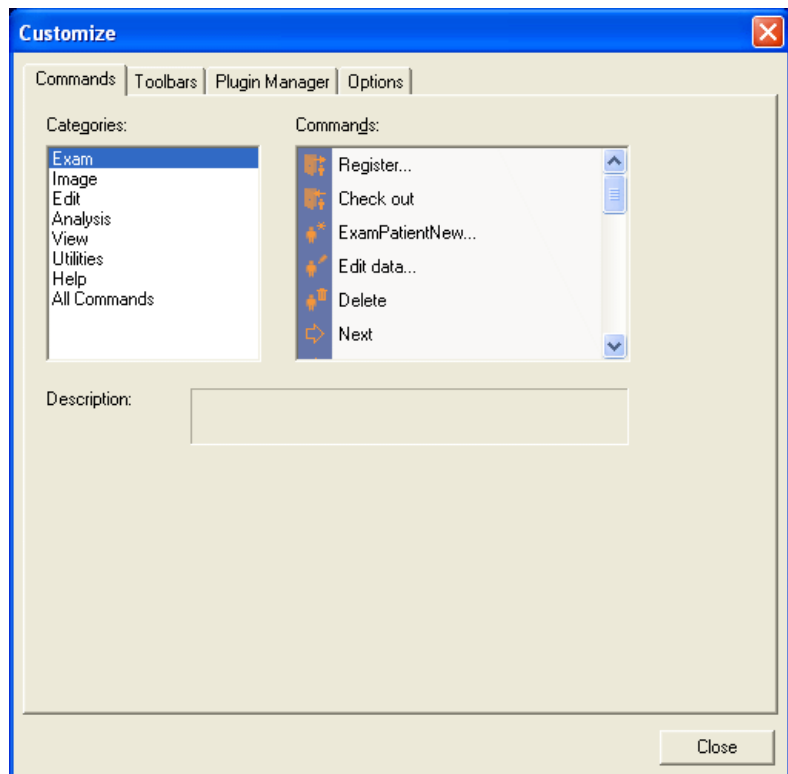 Customize
Commands Toolbars Plugin Manager Options
Categories: Commands:
Exam
Image
Edit
Analysis
View
Utilities
Help
All Commands
Register...
Check out
ExamPatientNew...
Edit data...
Delete
Next
Description:
Close